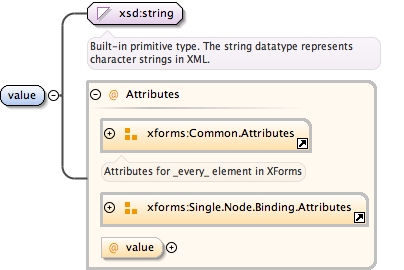 xsd:string
Built-in primitive type. The string datatype represents
character strings in XML.
value
@ Attributes
xforms:Common.Attributes
Attributes for _every_ element in XForms
xforms:Single.Node.Binding.Attributes
@ value